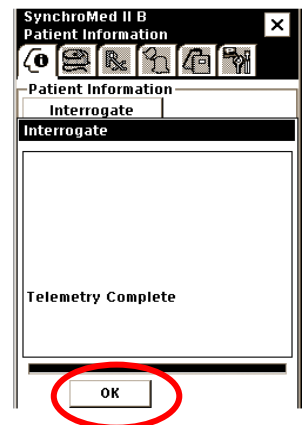 SynchroMed II B
Patient Information
Patient Information
Interrogate
Interrogate
Telemetry Complete
OK